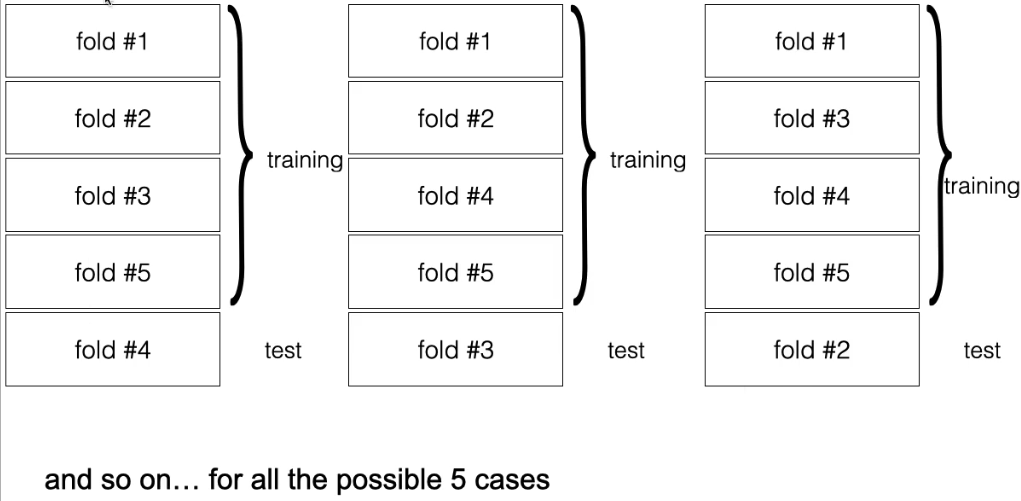 fold #1
fold #2
fold #3
fold #5
training
fold #4
test
fold #1
fold #2
fold #4
fold #5
training
fold #3
test
fold #1
fold #3
fold #4
fold #5
training
fold #2
test
and so on… for all the possible 5 cases